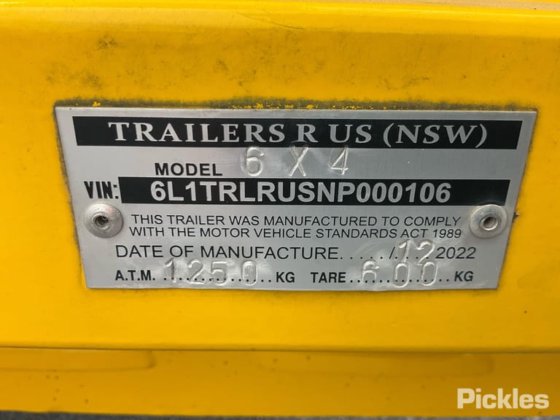 TRAILERS R US (NSW)
MODEL 6 X 4
VIN: 6L1TRLRUSNP000106
THIS TRAILER WAS MANUFACTURED TO COMPLY
WITH THE MOTOR VEHICLE STANDARDS ACT 1989
DATE OF MANUFACTURE...../.12 2022
A.T.M. 1250 KG TARE 600 KG
Pickles